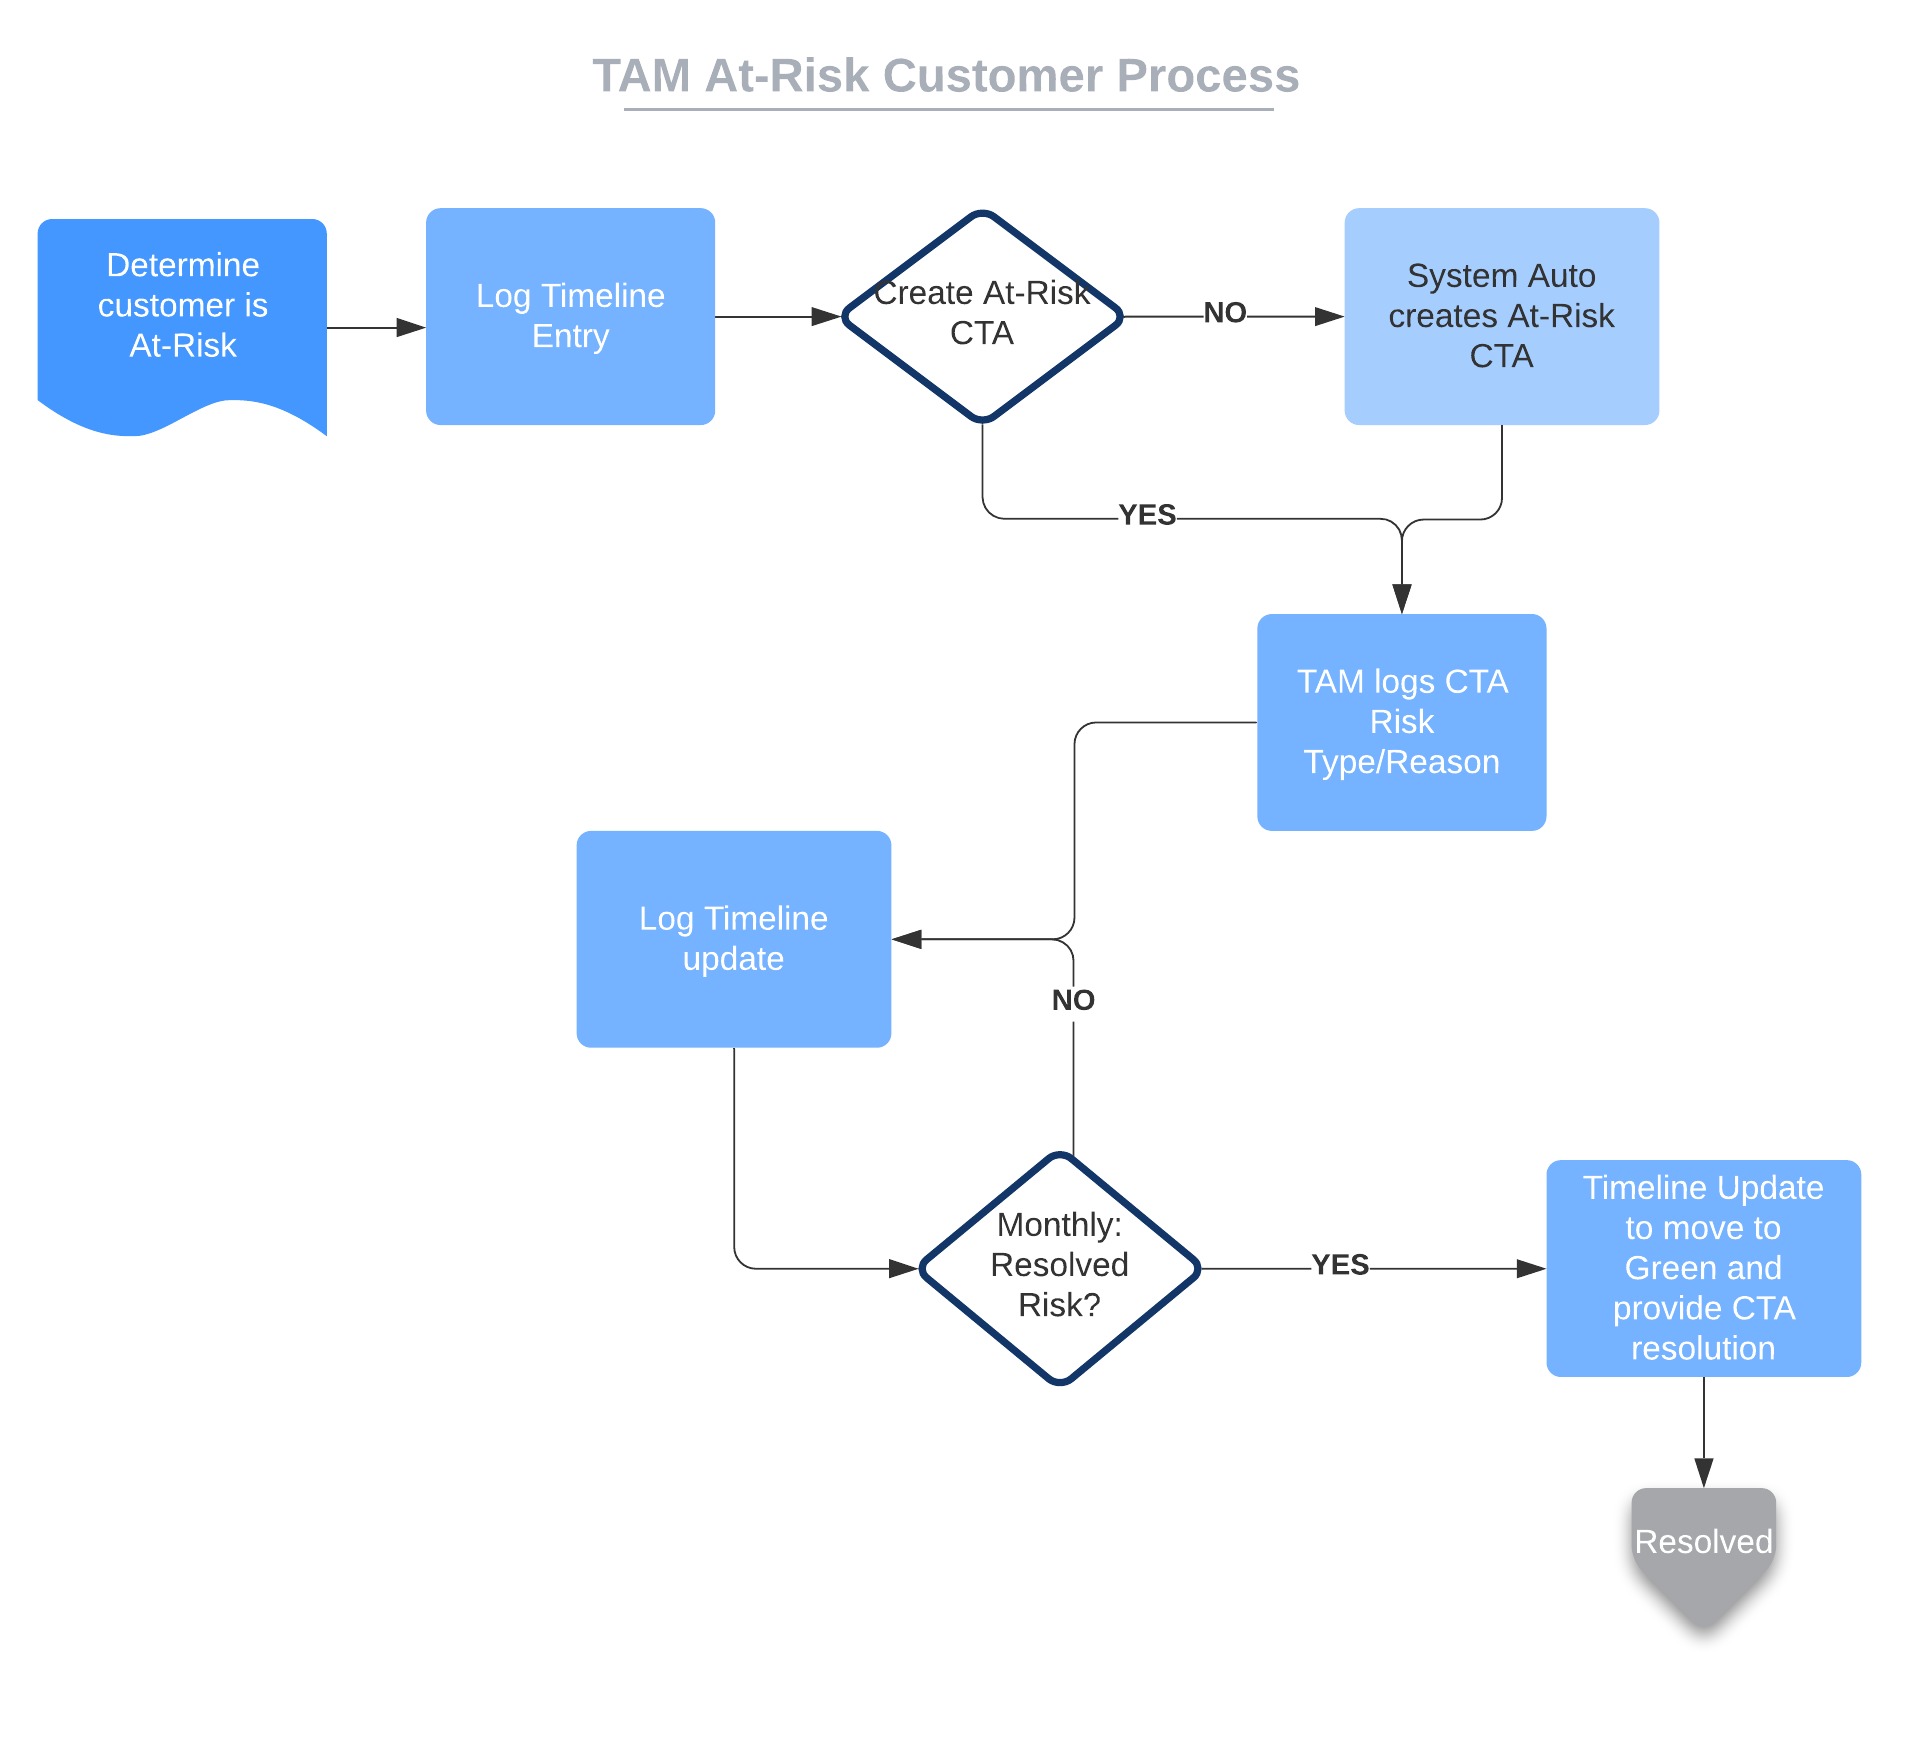 TAM At-Risk Customer Process
Determine
customer is
At-Risk
Log Timeline
Entry
Create At-Risk
CTA
NO
System Auto
creates At-Risk
CTA
YES
TAM logs CTA
Risk
Type/Reason
Log Timeline
update
NO
Monthly:
Resolved
Risk?
YES
Timeline Update
to move to
Green and
provide CTA
resolution
Resolved